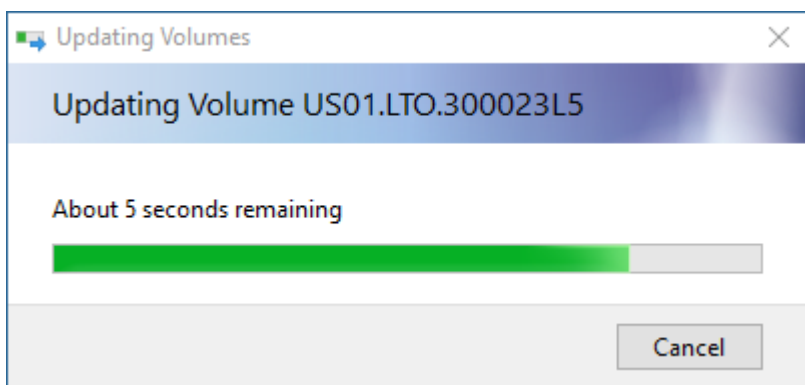 Updating Volumes
Updating Volume US01.LTO.300023L5
About 5 seconds remaining
Cancel